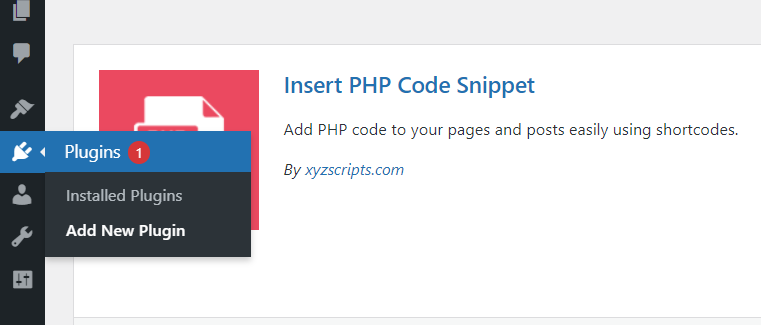 Insert PHP Code Snippet
Add PHP code to your pages and posts easily using shortcodes.
By xyzscripts.com
Plugins 1
Installed Plugins
Add New Plugin